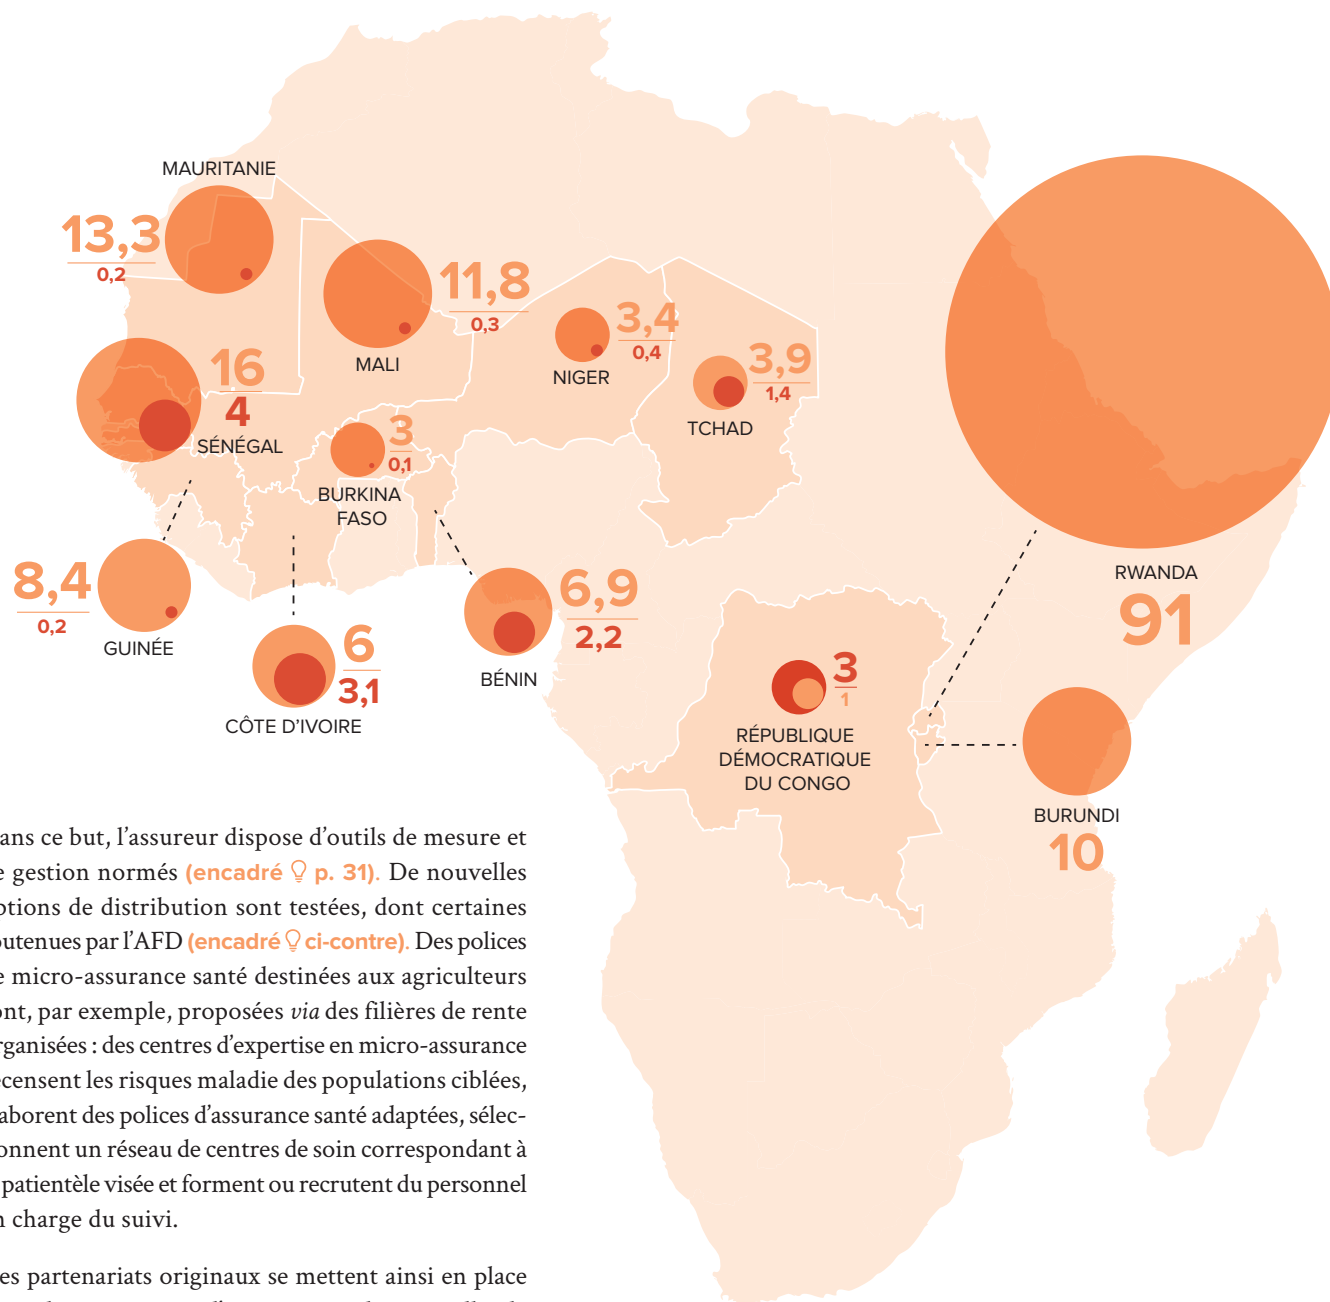 MAURITANIE
13,3
0,2
11,8
0,3
MALI
3,4
0,4
NIGER
3,9
1,4
TCHAD
16
4
SÉNÉGAL
3
0,1
BURKINA
FASO
8,4
0,2
GUINÉE
6
3,1
CÔTE D’IVOIRE
6,9
2,2
BÉNIN
3
1
RÉPUBLIQUE
DÉMOCRATIQUE
DU CONGO
RWANDA
91
BURUNDI
10
ans ce but, l’assureur dispose d’outils de mesure et
e gestion normés (encadré p. 31). De nouvelles
ptions de distribution sont testées, dont certaines
outenues par l’AFD (encadré ci-contre). Des polices
e micro-assurance santé destinées aux agriculteurs
ont, par exemple, proposées via des filières de rente
rganisées : des centres d’expertise en micro-assurance
ecensent les risques maladie des populations ciblées,
aborent des polices d’assurance santé adaptées, sélec-
onnent un réseau de centres de soin correspondant à
patientèle visée et forment ou recrutent du personnel
n charge du suivi.
es partenariats originaux se mettent ainsi en place